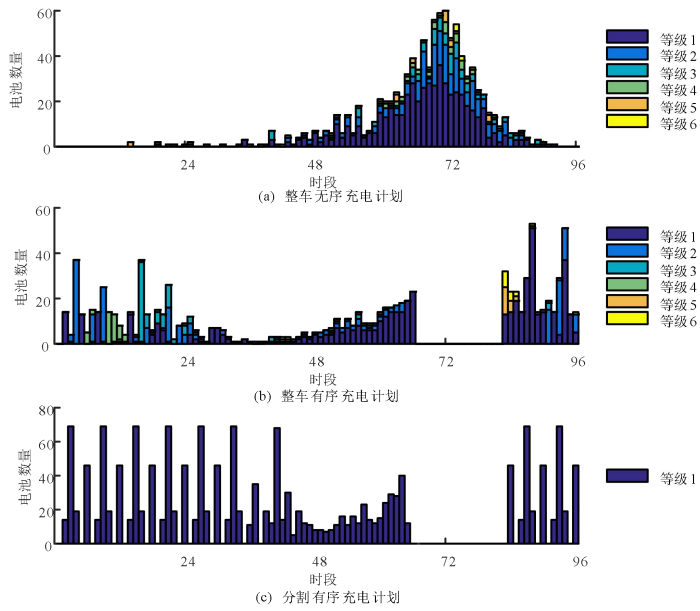 60
40
20
0
电池数量
24
48
72
96
时段
等级1
等级2
等级3
等级4
等级5
等级6
(a) 整车无序充电计划
60
40
20
0
电池数量
24
48
72
96
时段
等级1
等级2
等级3
等级4
等级5
等级6
(b) 整车有序充电计划
80
60
40
20
0
电池数量
24
48
72
96
时段
等级1
(c) 分割有序充电计划